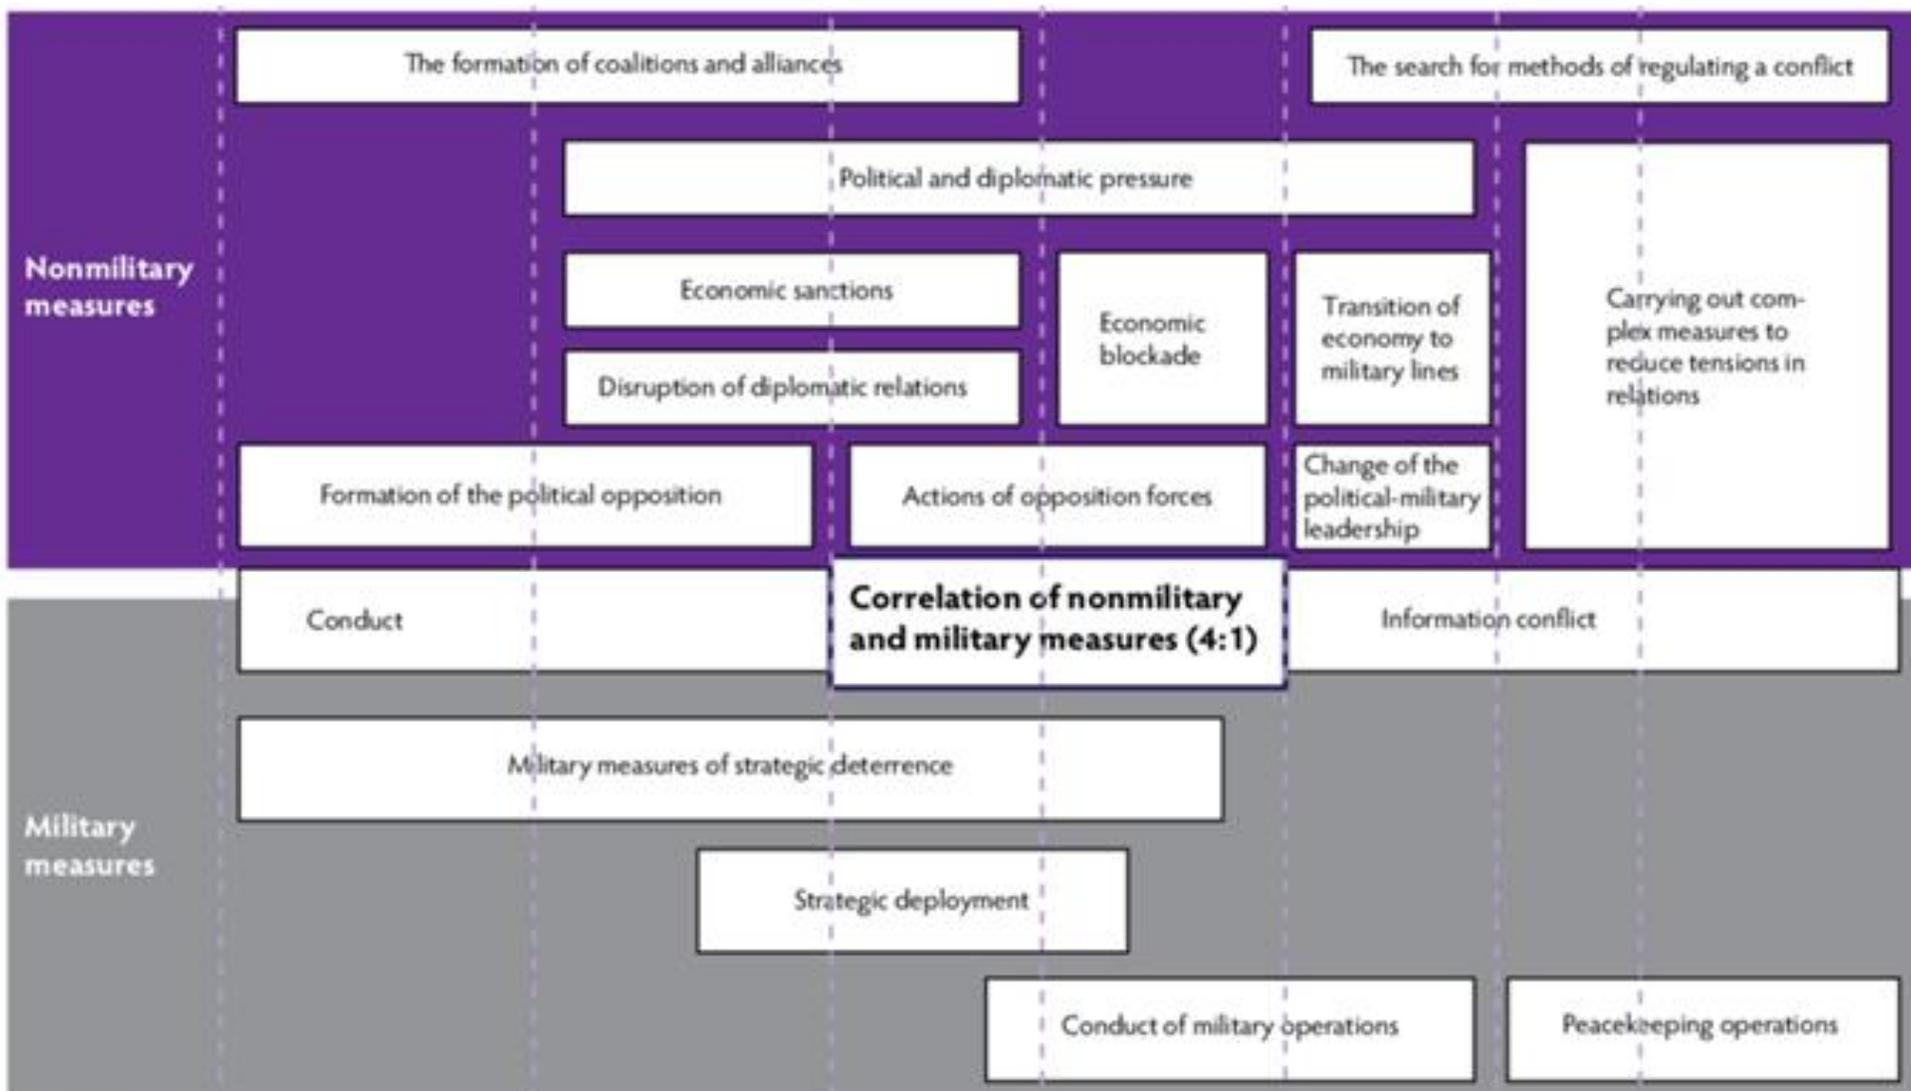 The formation of coalitions and alliances
The search for methods of regulating a conflict
Political and diplomatic pressure
Nonmilitary
measures
Economic sanctions
Disruption of diplomatic relations
Economic
blockade
Transition of
economy to
military lines
Carrying out com-
plex measures to
reduce tensions in
relations
Formation of the political opposition
Actions of opposition forces
Change of the
political-military
leadership
Conduct
Correlation of nonmilitary
and military measures (4:1)
Information conflict
Military measures of strategic deterrence
Military
measures
Strategic deployment
Conduct of military operations
Peacekeeping operations